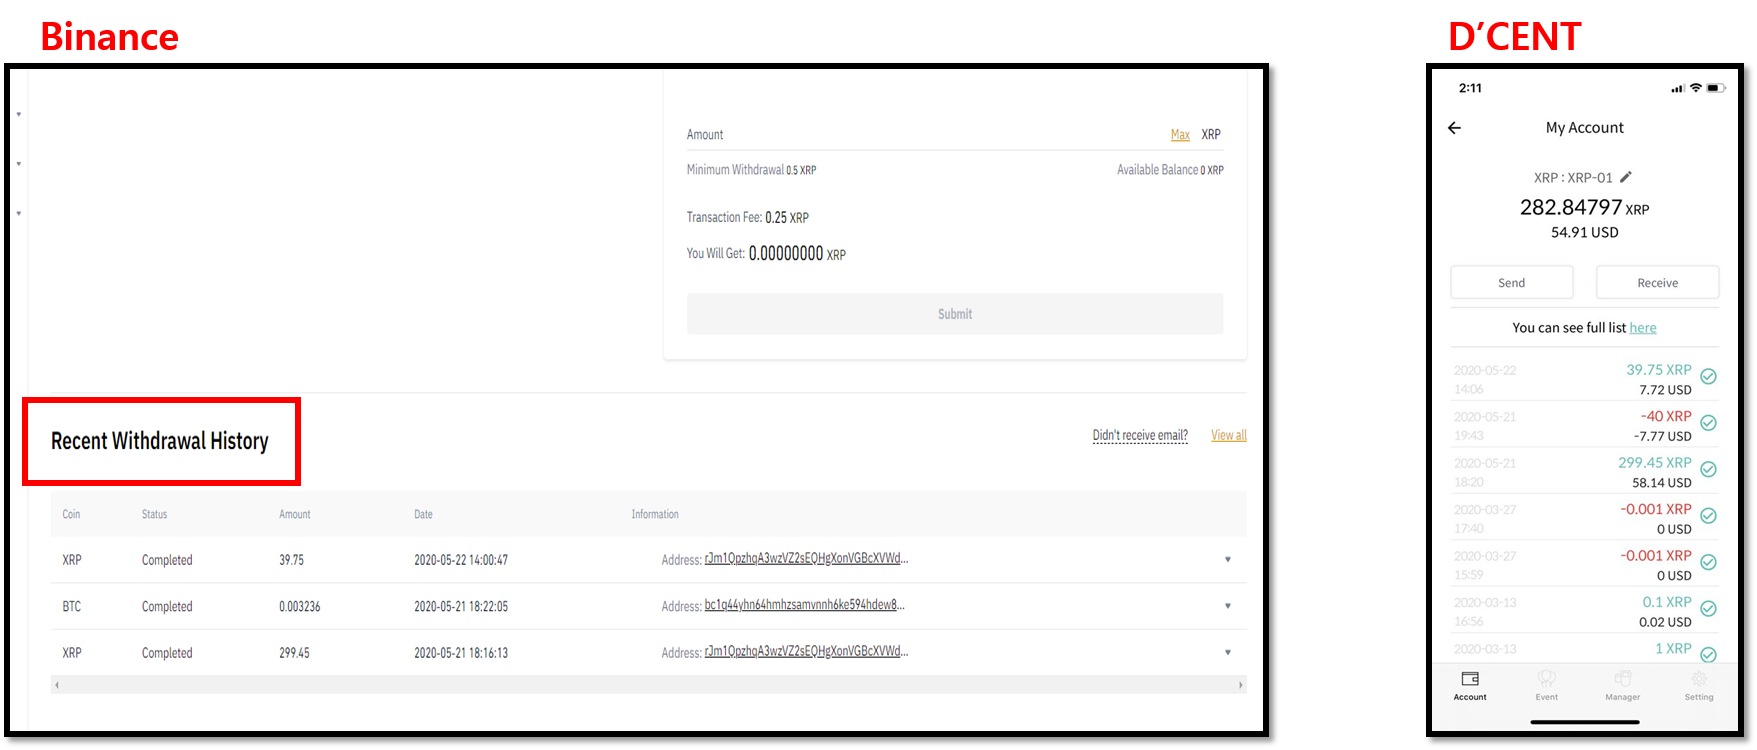 Binance
Amount Max XRP
Minimum Withdrawal 0.5 XRP Available Balance 0 XRP
Transaction Fee: 0.25 XRP
You Will Get: 0.00000000 XRP
Submit
Recent Withdrawal History
Didn't receive email? View all
Coin Status Amount Date Information
XRP Completed 39.75 2020-05-22 14:00:47 Address: rJm1QpzhqA3wzVZ2sEQHgXonVGBcXVWd...
BTC Completed 0.003236 2020-05-21 18:22:05 Address: bc1q44yhn64hmhzsamvnnh6ke594hdew8...
XRP Completed 299.45 2020-05-21 18:16:13 Address: rJm1QpzhqA3wzVZ2sEQHgXonVGBcXVWd...
D'CENT
2:11
My Account
XRP : XRP-01
282.84797 XRP
54.91 USD
Send Receive
You can see full list here
2020-05-22 39.75 XRP
14:06 7.72 USD
2020-05-21 -40 XRP
19:43 -7.77 USD
2020-05-21 299.45 XRP
18:20 58.14 USD
2020-03-27 -0.001 XRP
17:40 0 USD
2020-03-27 -0.001 XRP
15:59 0 USD
2020-03-13 0.1 XRP
16:56 0.02 USD
2020-03-13 1 XRP
Account Event Manager Setting